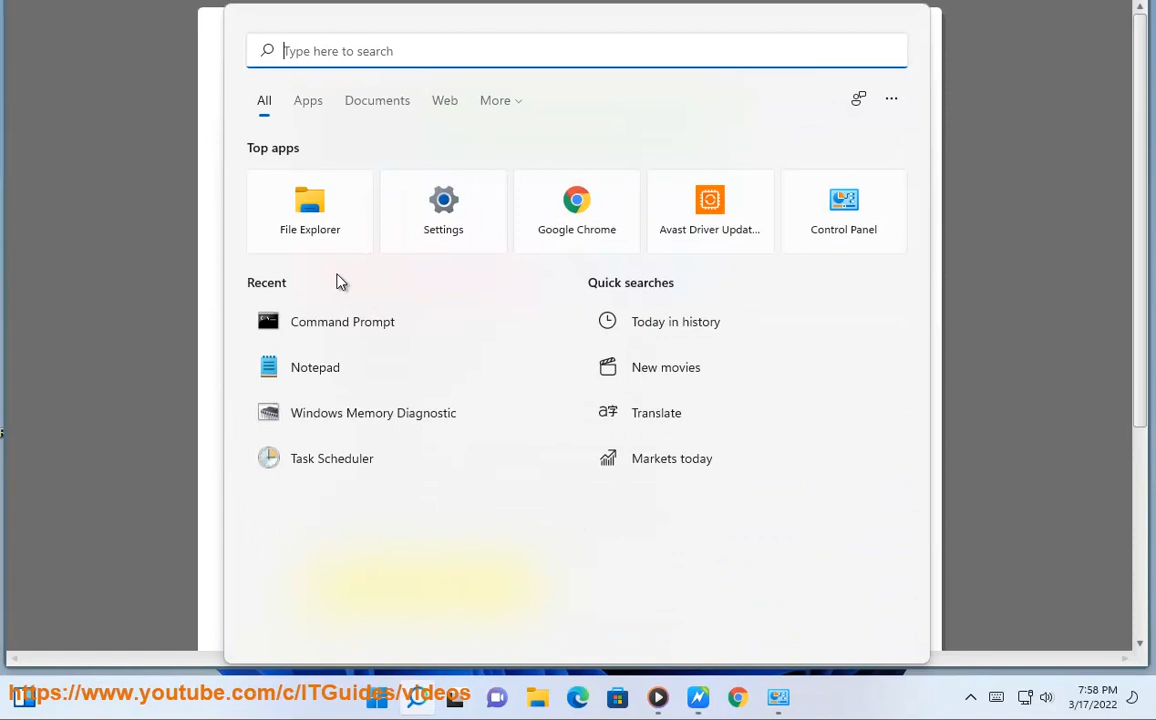 Type here to search
All Apps Documents Web More
Top apps
File Explorer Settings Google Chrome Avast Driver Updat... Control Panel
Recent Quick searches
Command Prompt Today in history
Notepad New movies
Windows Memory Diagnostic Translate
Task Scheduler Markets today
https://www.youtube.com/c/ITGuides/videos
7:58 PM
3/17/2022